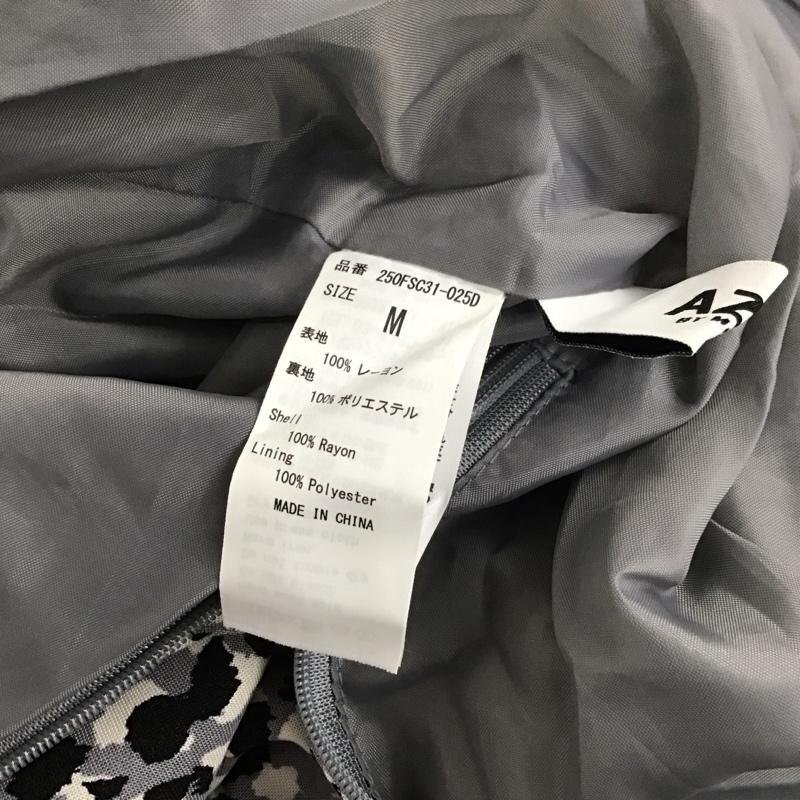 品番 250FSC31-025D
SIZE M
表地
100% レーヨン
裏地
100% ポリエステル
Shell
100% Rayon
Lining
100% Polyester
MADE IN CHINA